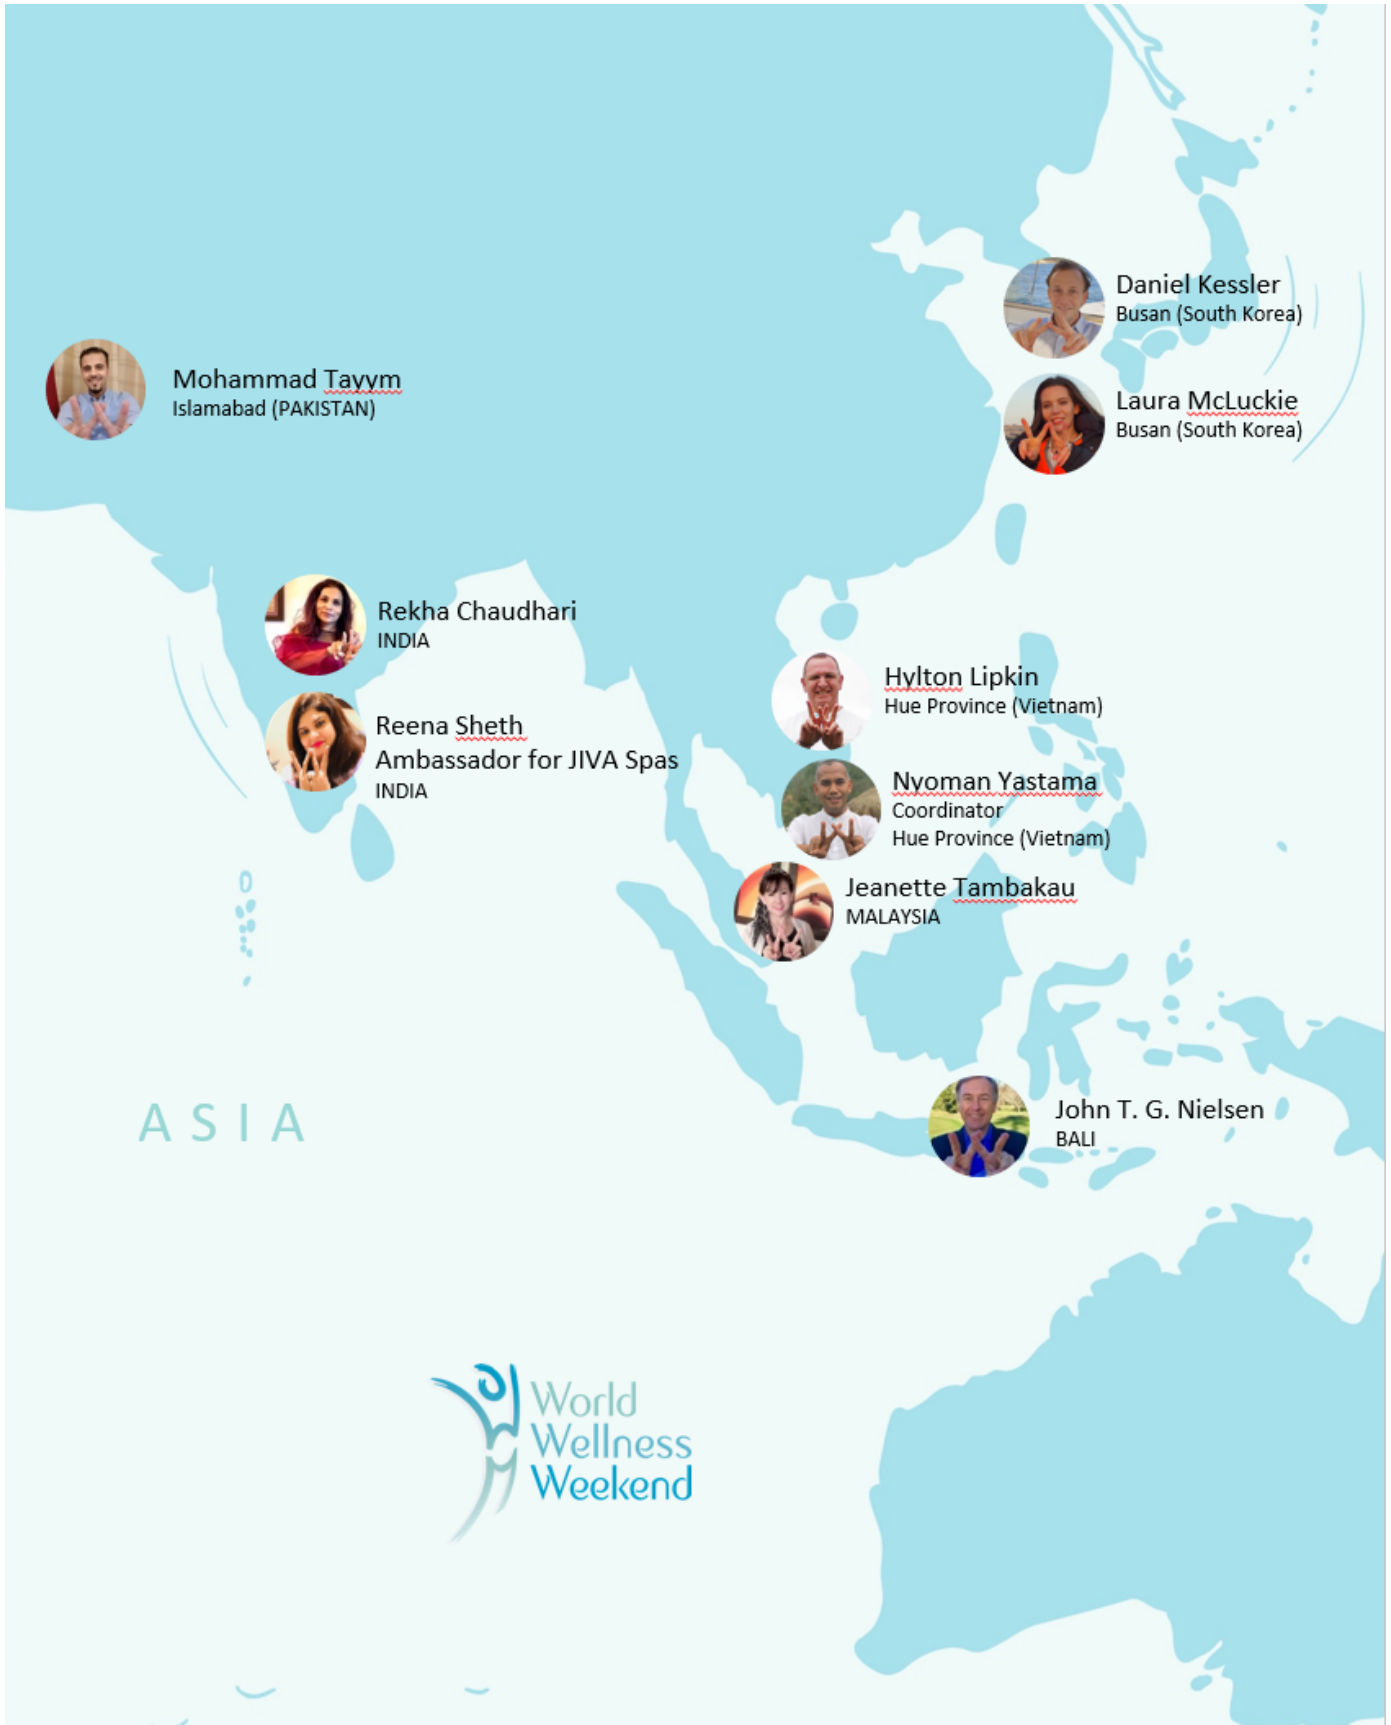 Daniel Kessler
Busan (South Korea)
Mohammad Tayym
Islamabad (PAKISTAN)
Laura McLuckie
Busan (South Korea)
Rekha Chaudhari
INDIA
Hylton Lipkin
Hue Province (Vietnam)
Reena Sheth
Ambassador for JIVA Spas
INDIA
Nyoman Yastama
Coordinator
Hue Province (Vietnam)
Jeanette Tambakau
MALAYSIA
ASIA
John T. G. Nielsen
BALI
World
Wellness
Weekend